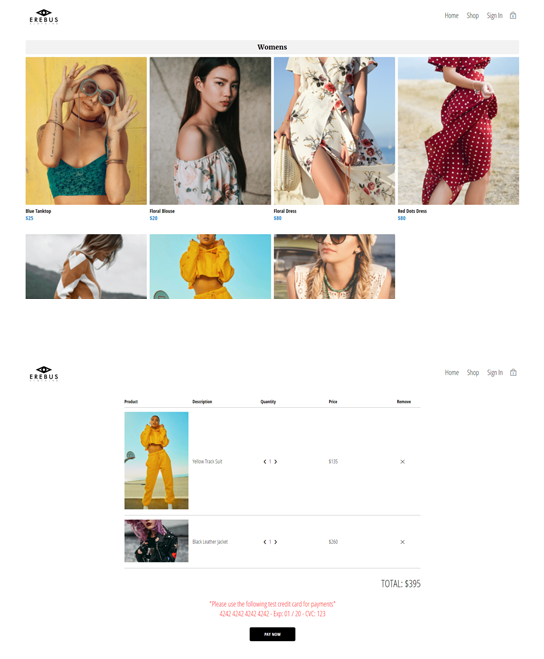 EREBUS
Home Shop Sign In
Womens
Blue Tanktop
$25
Floral Blouse
$20
Floral Dress
$80
Red Dots Dress
$80
EREBUS
Home Shop Sign In
Product Description Quantity Price Remove
Yellow Track Suit 1 $135
Black Leather Jacket 1 $260
TOTAL: $395
*Please use the following test credit card for payments*
4242 4242 4242 4242 - Exp: 01 / 20 - CVC: 123
PAY NOW